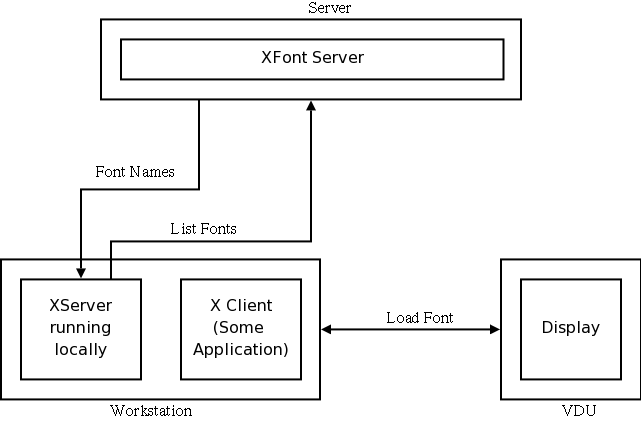 Server
XFont Server
Font Names
List Fonts
XServer
running
locally
X Client
(Some
Application)
Load Font
Display
Workstation
VDU